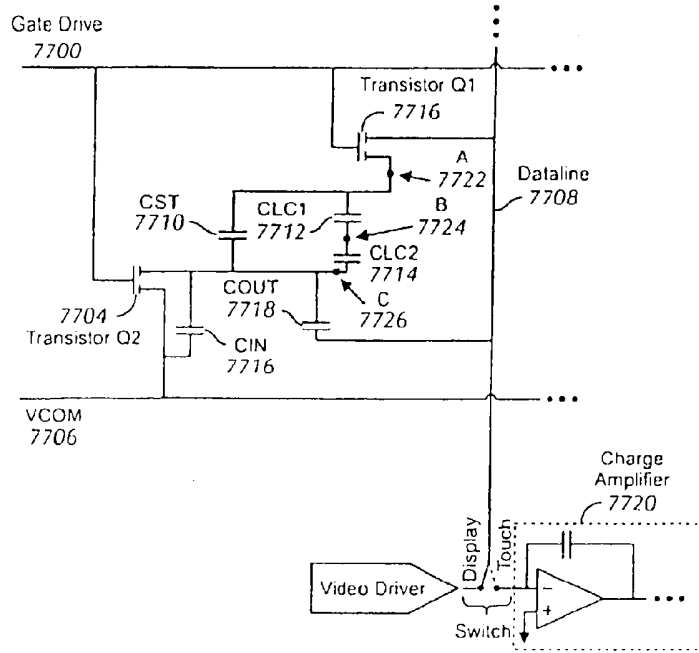 Gate Drive
7700
Transistor Q1
7716
A
7722
Dataline
7708
CST
7710
CLC1
7712
B
7724
CLC2
7714
COUT
7718
C
7726
7704
Transistor Q2
CIN
7716
VCOM
7706
Charge
Amplifier
7720
Display
Touch
Video Driver
Switch
−
+